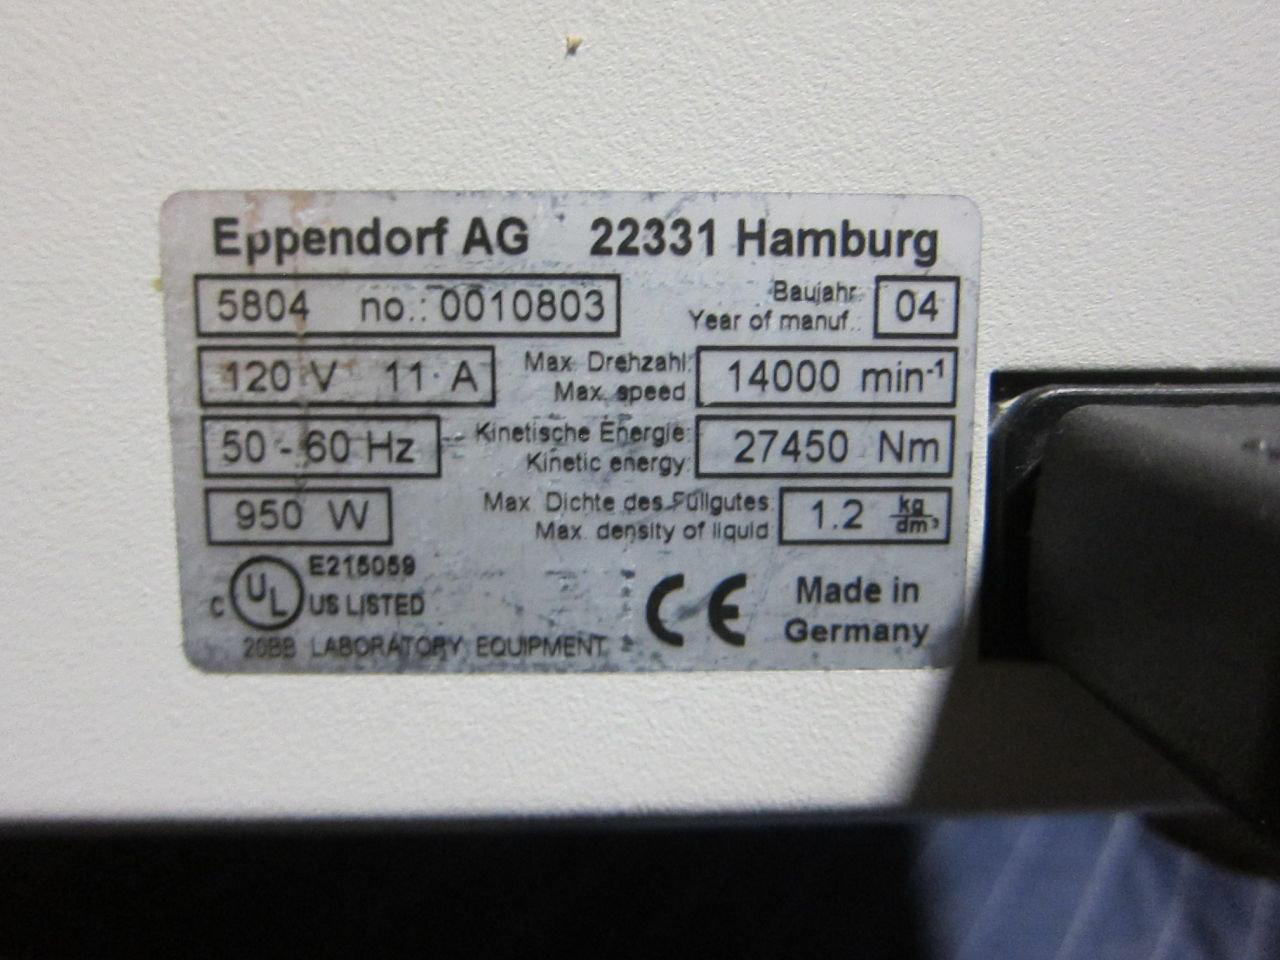 Eppendorf AG 22331 Hamburg
5804 no.: 0010803 Baujahr:
Year of manuf.: 04
120 V 11 A Max. Drehzahl:
Max. speed 14000 min-1
50 - 60 Hz Kinetische Energie:
Kinetic energy: 27450 Nm
950 W Max. Dichte des Füllgutes:
Max. density of liquid 1.2 kg/dm³
E215059
C UL US LISTED CE Made in
20BB LABORATORY EQUIPMENT Germany